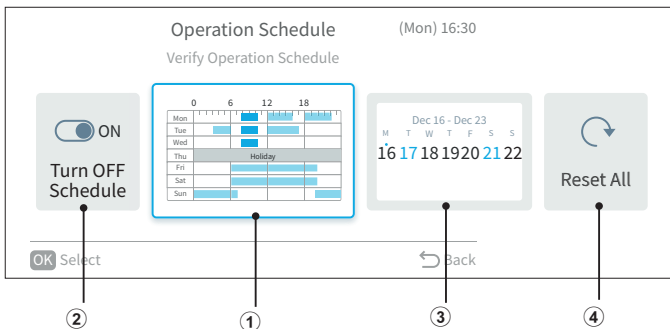 Operation Schedule (Mon) 16:30
Verify Operation Schedule
ON
Turn OFF
Schedule
0 6 12 18
Mon
Tue
Wed
Thu Holiday
Fri
Sat
Sun
Dec 16 - Dec 23
M T W T F S S
16 17 18 19 20 21 22
Reset All
OK Select Back
2 1 3 4